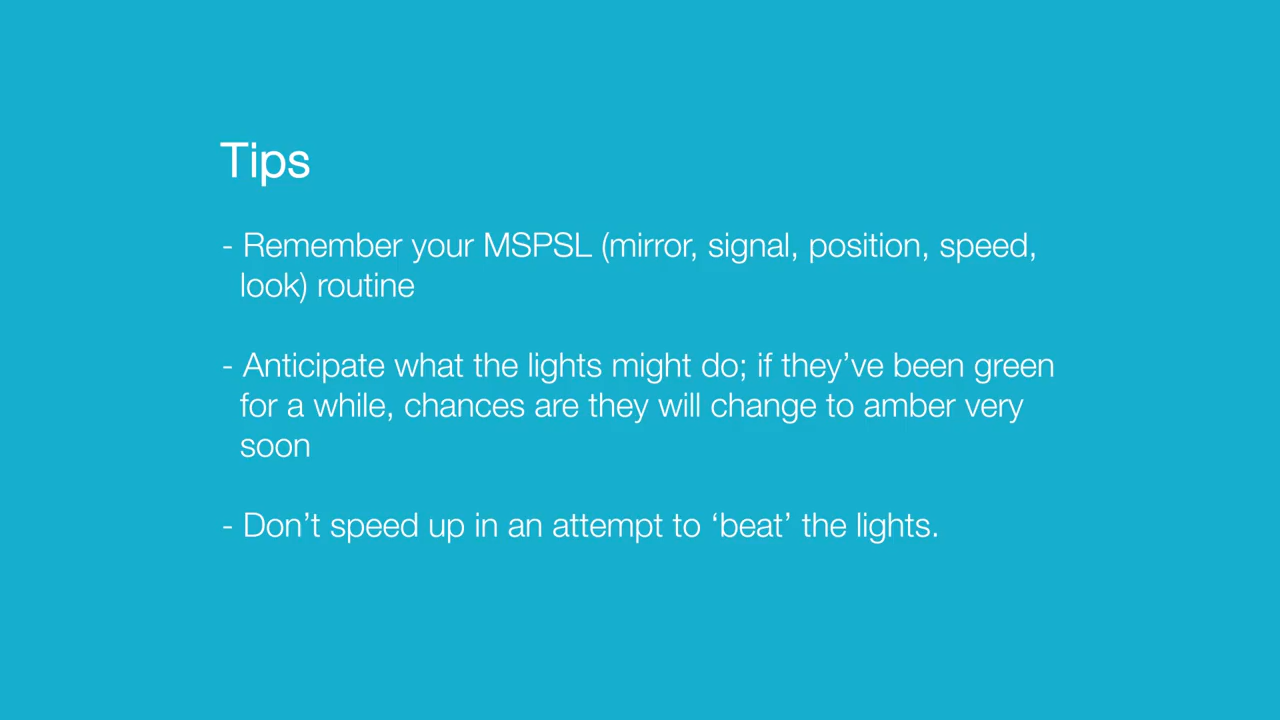 Tips
- Remember your MSPSL (mirror, signal, position, speed,
look) routine
- Anticipate what the lights might do; if they’ve been green
for a while, chances are they will change to amber very
soon
- Don’t speed up in an attempt to ‘beat’ the lights.